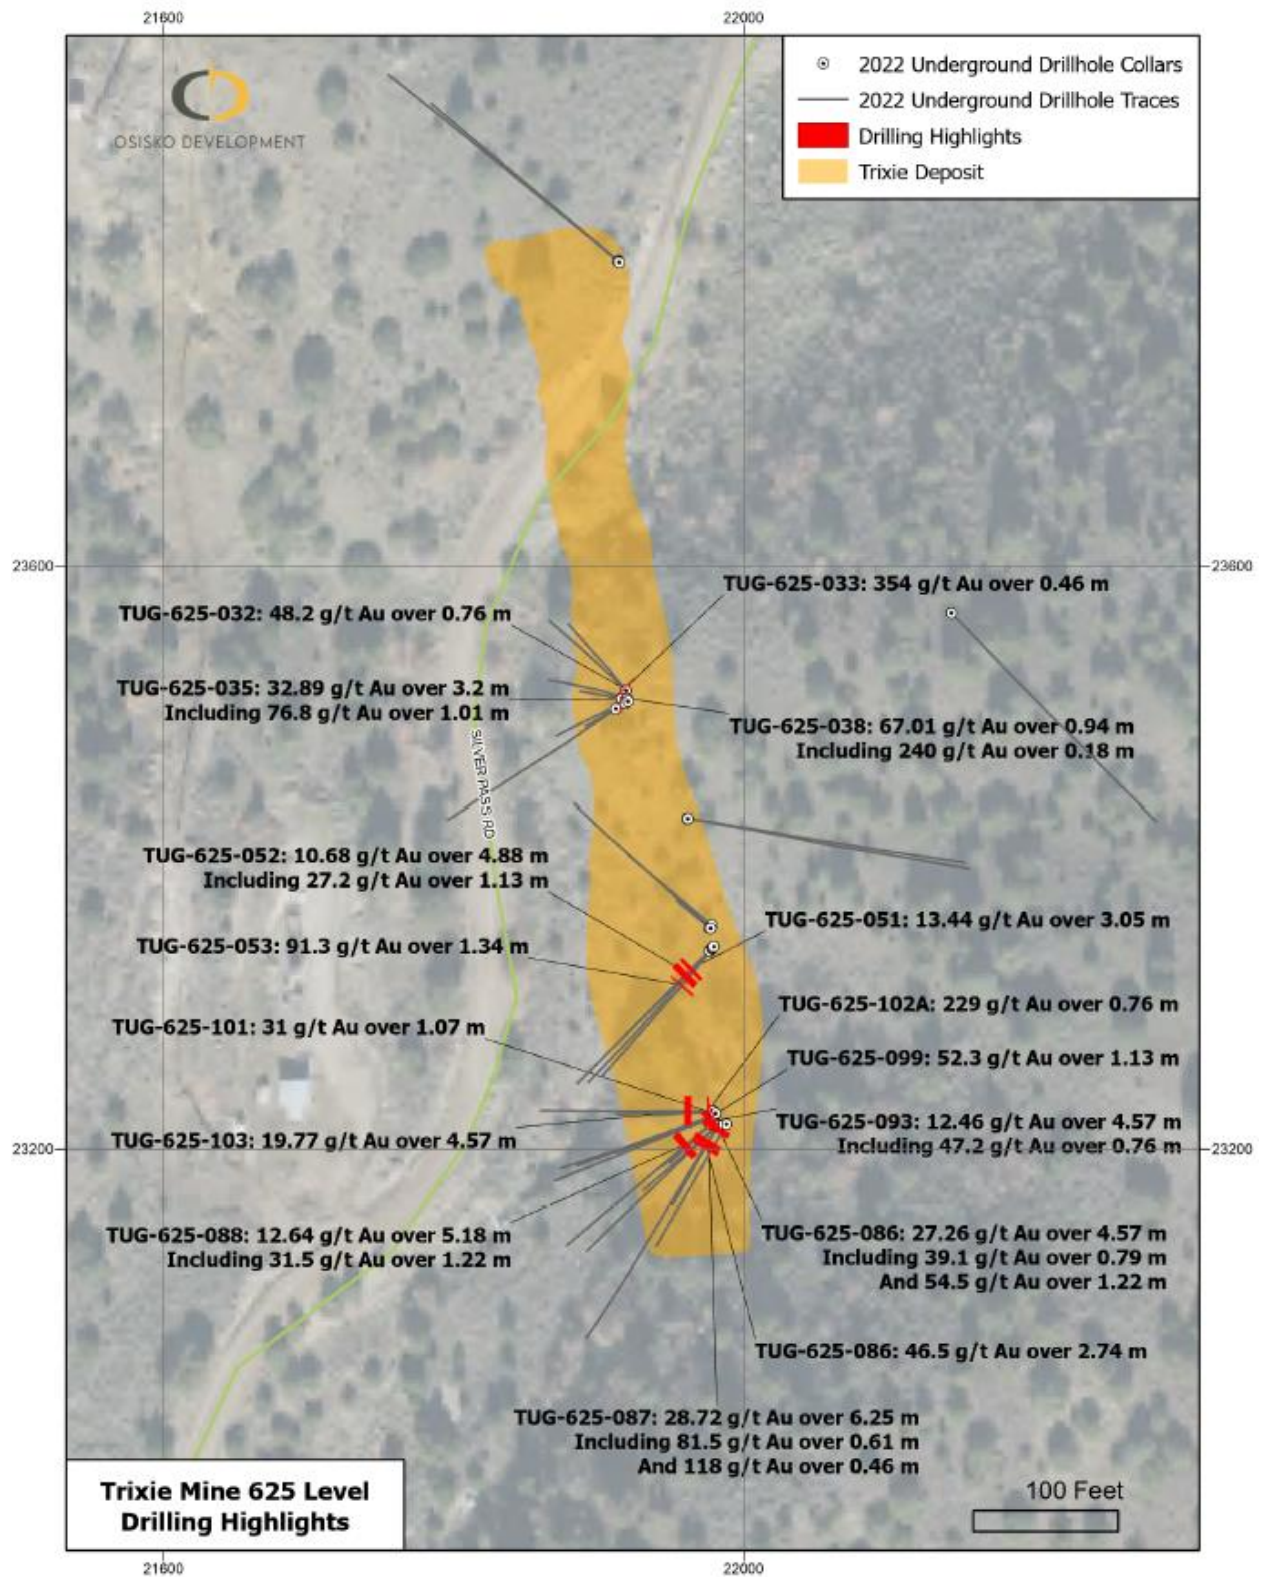 21600
22000
OSISKO DEVELOPMENT
2022 Underground Drillhole Collars
2022 Underground Drillhole Traces
Drilling Highlights
Trixie Deposit
23600
23600
TUG-625-033: 354 g/t Au over 0.46 m
TUG-625-032: 48.2 g/t Au over 0.76 m
TUG-625-035: 32.89 g/t Au over 3.2 m
Including 76.8 g/t Au over 1.01 m
TUG-625-038: 67.01 g/t Au over 0.94 m
Including 240 g/t Au over 0.18 m
SILVER PASS RD
TUG-625-052: 10.68 g/t Au over 4.88 m
Including 27.2 g/t Au over 1.13 m
TUG-625-051: 13.44 g/t Au over 3.05 m
TUG-625-053: 91.3 g/t Au over 1.34 m
TUG-625-102A: 229 g/t Au over 0.76 m
TUG-625-101: 31 g/t Au over 1.07 m
TUG-625-099: 52.3 g/t Au over 1.13 m
TUG-625-093: 12.46 g/t Au over 4.57 m
Including 47.2 g/t Au over 0.76 m
TUG-625-103: 19.77 g/t Au over 4.57 m
23200
23200
TUG-625-088: 12.64 g/t Au over 5.18 m
Including 31.5 g/t Au over 1.22 m
TUG-625-086: 27.26 g/t Au over 4.57 m
Including 39.1 g/t Au over 0.79 m
And 54.5 g/t Au over 1.22 m
TUG-625-086: 46.5 g/t Au over 2.74 m
TUG-625-087: 28.72 g/t Au over 6.25 m
Including 81.5 g/t Au over 0.61 m
And 118 g/t Au over 0.46 m
Trixie Mine 625 Level
Drilling Highlights
100 Feet
21600
22000